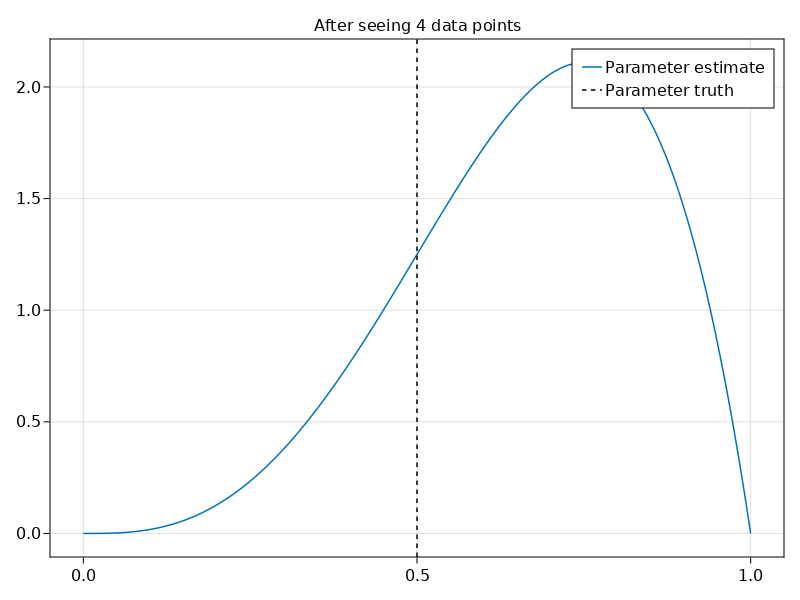 After seeing 4 data points
Parameter estimate
Parameter truth
2.0
1.5
1.0
0.5
0.0
0.0 0.5 1.0